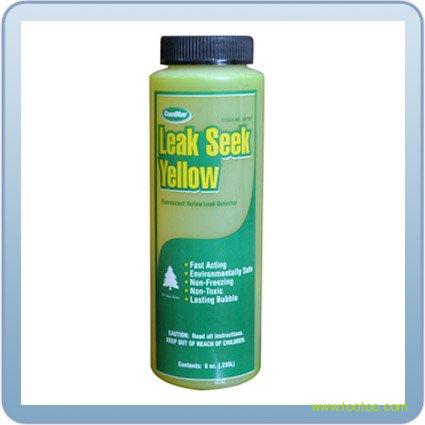 ComStar
Leak Seek
Yellow
Fluorescent Yellow Leak Detector
• Fast Acting
• Environmentally Safe
• Non-Freezing
• Non-Toxic
• Lasting Bubble
CAUTION: Read all instructions.
KEEP OUT OF REACH OF CHILDREN.
Contents: 8 oz. (.235L)
www.tootoo.com